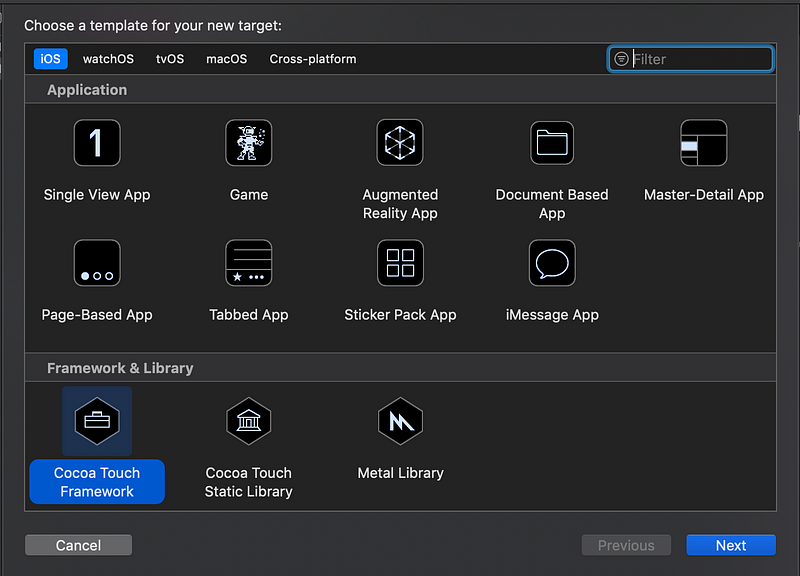 Choose a template for your new target:
iOS watchOS tvOS macOS Cross-platform Filter
Application
1
Single View App Game Augmented Reality App Document Based App Master-Detail App
Page-Based App Tabbed App Sticker Pack App iMessage App
Framework & Library
Cocoa Touch Framework Cocoa Touch Static Library Metal Library
Cancel Previous Next